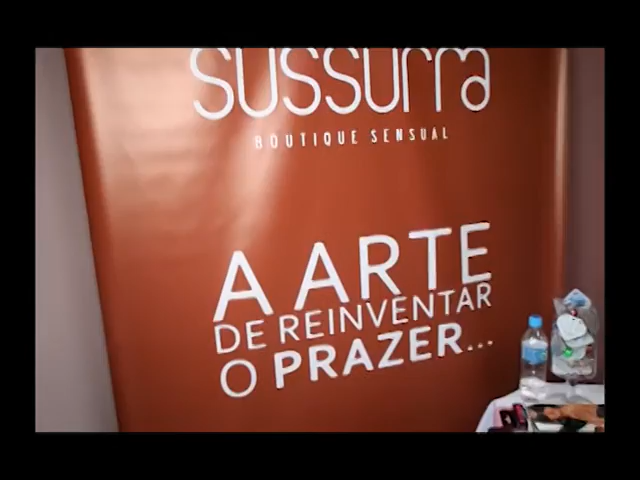 sussurra
BOUTIQUE SENSUAL
A ARTE
DE REINVENTAR
O PRAZER...